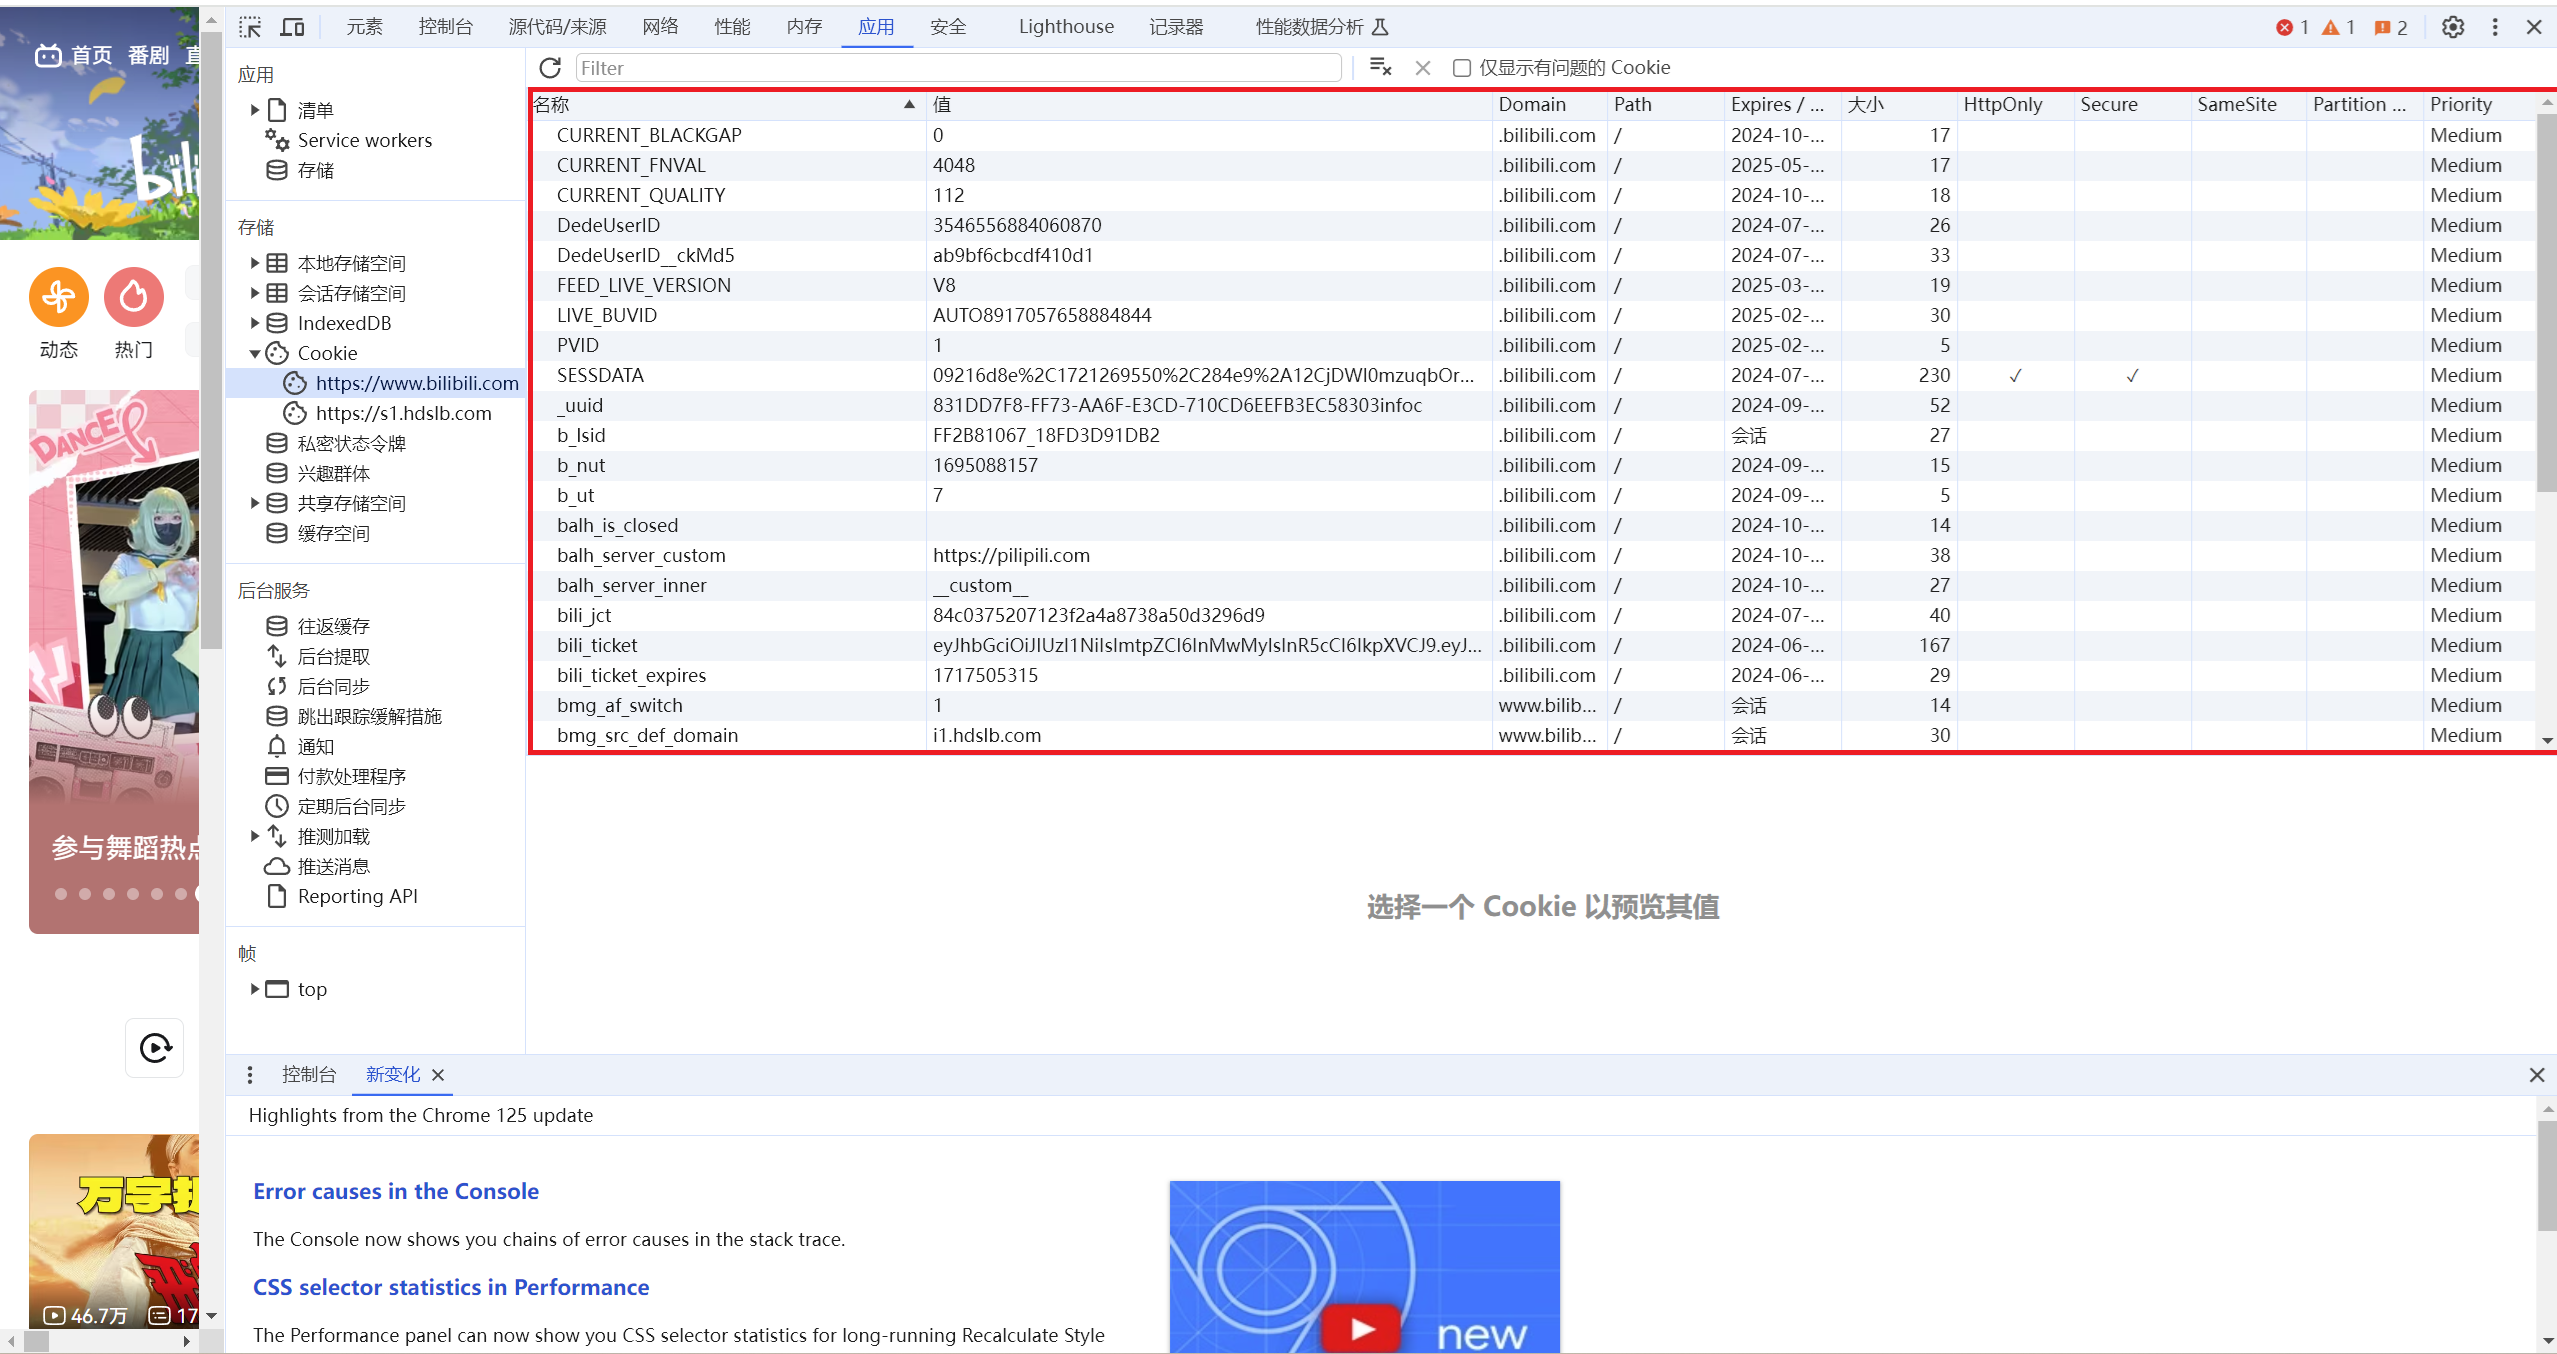 元素 控制台 源代码/来源 网络 性能 内存 应用 安全 Lighthouse 记录器 性能数据分析 1 1 2
首页 番剧
应用
清单
Service workers
存储
存储
本地存储空间
会话存储空间
IndexedDB
Cookie
https://www.bilibili.com
https://s1.hdslb.com
私密状态令牌
兴趣群体
共享存储空间
缓存空间
后台服务
往返缓存
后台提取
后台同步
跳出跟踪缓解措施
通知
付款处理程序
定期后台同步
推测加载
推送消息
Reporting API
帧
top
动态 热门
DANCE
参与舞蹈热点
46.7万 17
Filter 仅显示有问题的 Cookie
名称 值 Domain Path Expires / ... 大小 HttpOnly Secure SameSite Partition ... Priority
CURRENT_BLACKGAP 0 .bilibili.com / 2024-10-... 17 Medium
CURRENT_FNVAL 4048 .bilibili.com / 2025-05-... 17 Medium
CURRENT_QUALITY 112 .bilibili.com / 2024-10-... 18 Medium
DedeUserID 3546556884060870 .bilibili.com / 2024-07-... 26 Medium
DedeUserID__ckMd5 ab9bf6cbcdf410d1 .bilibili.com / 2024-07-... 33 Medium
FEED_LIVE_VERSION V8 .bilibili.com / 2025-03-... 19 Medium
LIVE_BUVID AUTO8917057658884844 .bilibili.com / 2025-02-... 30 Medium
PVID 1 .bilibili.com / 2025-02-... 5 Medium
SESSDATA 09216d8e%2C1721269550%2C284e9%2A12CjDWI0mzuqbOr... .bilibili.com / 2024-07-... 230 ✓ ✓ Medium
_uuid 831DD7F8-FF73-AA6F-E3CD-710CD6EEFB3EC58303infoc .bilibili.com / 2024-09-... 52 Medium
b_lsid FF2B81067_18FD3D91DB2 .bilibili.com / 会话 27 Medium
b_nut 1695088157 .bilibili.com / 2024-09-... 15 Medium
b_ut 7 .bilibili.com / 2024-09-... 5 Medium
balh_is_closed .bilibili.com / 2024-10-... 14 Medium
balh_server_custom https://pilipili.com .bilibili.com / 2024-10-... 38 Medium
balh_server_inner __custom__ .bilibili.com / 2024-10-... 27 Medium
bili_jct 84c0375207123f2a4a8738a50d3296d9 .bilibili.com / 2024-07-... 40 Medium
bili_ticket eyJhbGciOiJIUzI1NiIsImtpZCI6InMwMyIsInR5cCI6IkpXVCJ9.eyJ... .bilibili.com / 2024-06-... 167 Medium
bili_ticket_expires 1717505315 .bilibili.com / 2024-06-... 29 Medium
bmg_af_switch 1 www.bilib... / 会话 14 Medium
bmg_src_def_domain i1.hdslb.com www.bilib... / 会话 30 Medium
选择一个 Cookie 以预览其值
控制台 新变化
Highlights from the Chrome 125 update
Error causes in the Console
The Console now shows you chains of error causes in the stack trace.
CSS selector statistics in Performance
The Performance panel can now show you CSS selector statistics for long-running Recalculate Style
new